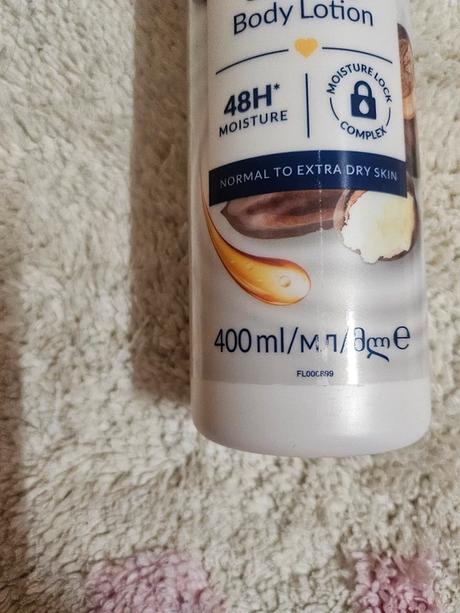 Body Lotion
48H*
MOISTURE
MOISTURE LOCK
COMPLEX
NORMAL TO EXTRA DRY SKIN
400 ml/мл/მლ e